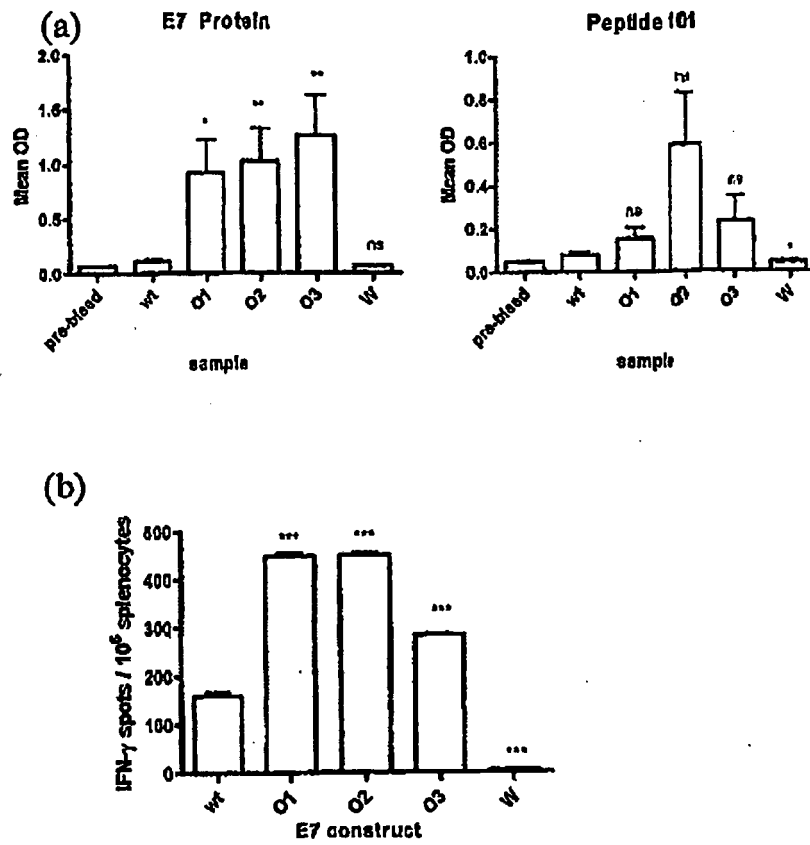 (a)
E7 Protein
Mean OD
2.0
1.5
1.0
0.5
0.0
*
**
**
ns
pre-bleed
wt
O1
O2
O3
W
sample
Peptide 101
Mean OD
1.0
0.8
0.6
0.4
0.2
0.0
ns
ns
ns
*
pre-bleed
wt
O1
O2
O3
W
sample
(b)
IFN-γ spots / 10⁶ splenocytes
400
300
200
100
0
***
***
***
***
wt
O1
O2
O3
W
E7 construct